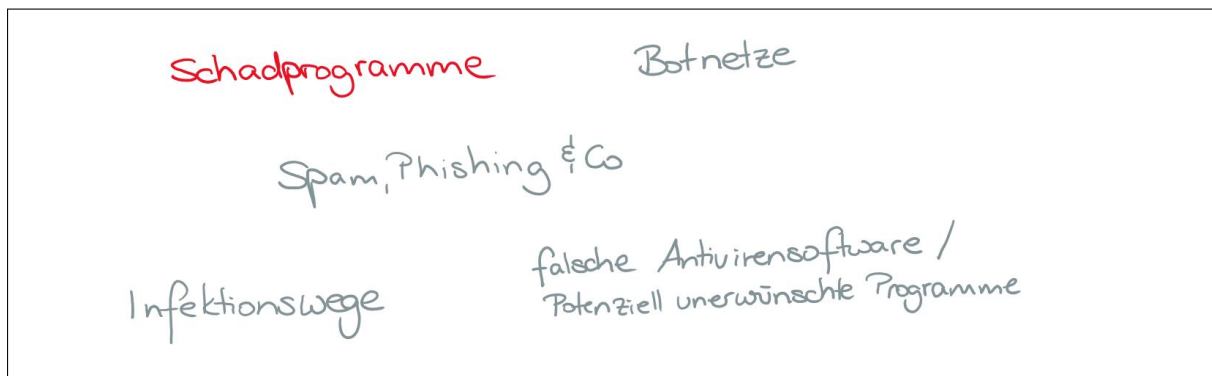 Schadprogramme
Botnetze
Spam, Phishing & Co
falsche Antivirensoftware /
Potenziell unerwünschte Programme
Infektionswege